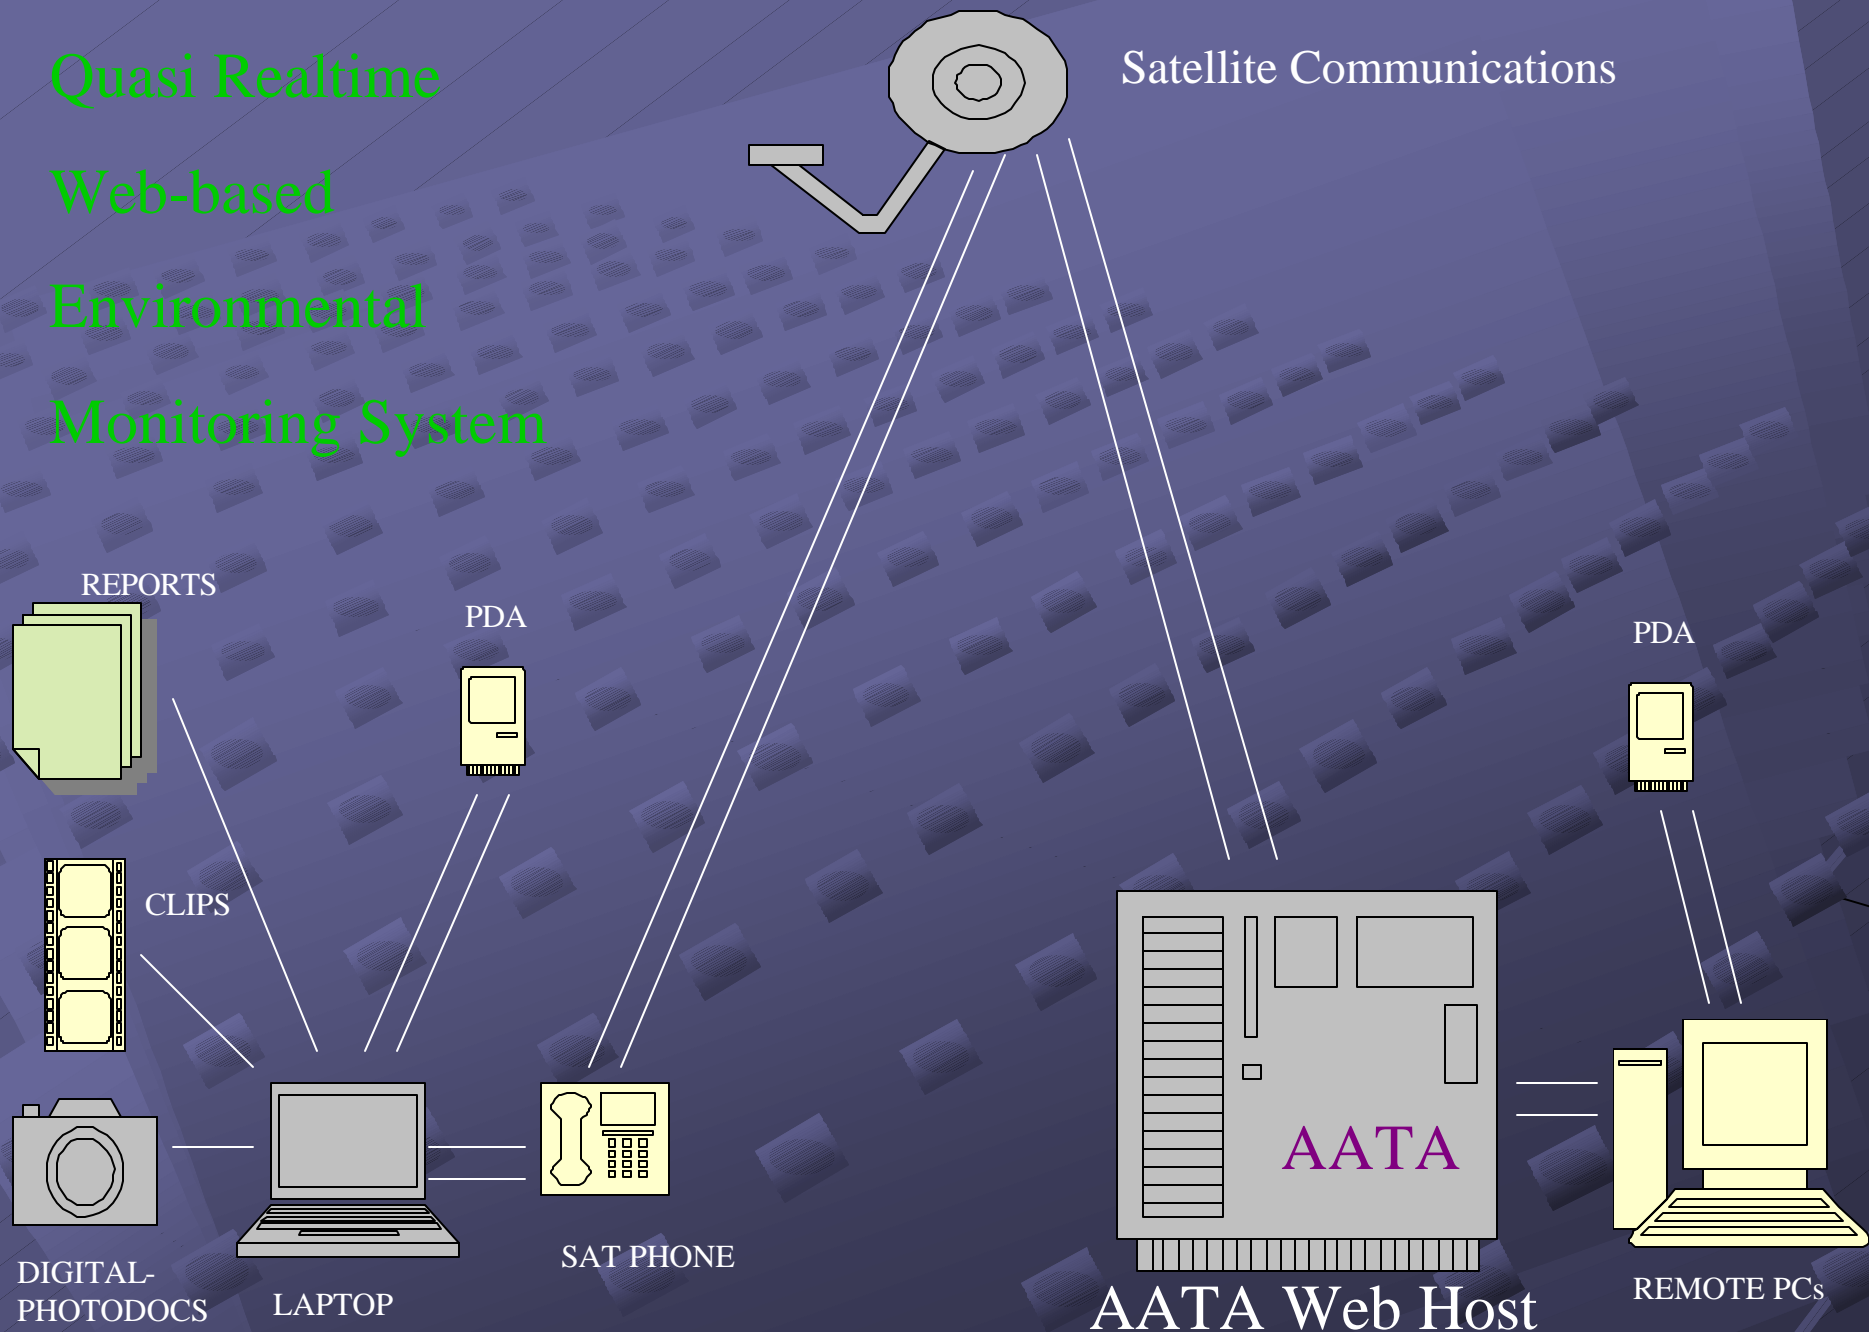 Quasi Realtime
Web-based
Environmental
Monitoring System
Satellite Communications
REPORTS
PDA
PDA
CLIPS
AATA
SAT PHONE
DIGITAL-
PHOTODOCS
LAPTOP
AATA Web Host
REMOTE PCs